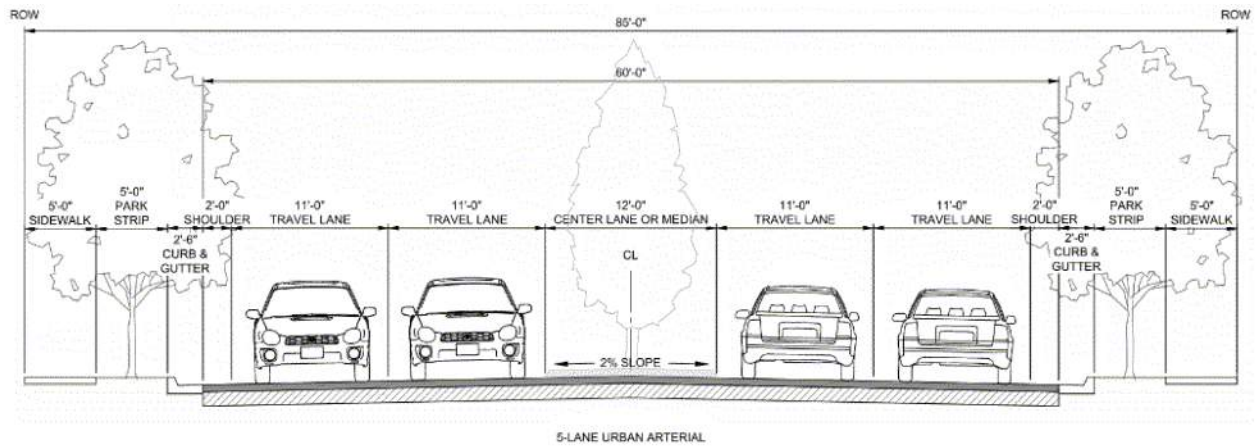 ROW
ROW
85'-0"
60'-0"
5'-0"
SIDEWALK
5'-0"
PARK
STRIP
2'-6"
CURB &
GUTTER
2'-0"
SHOULDER
11'-0"
TRAVEL LANE
11'-0"
TRAVEL LANE
12'-0"
CENTER LANE OR MEDIAN
CL
2% SLOPE
11'-0"
TRAVEL LANE
11'-0"
TRAVEL LANE
2'-0"
SHOULDER
2'-6"
CURB &
GUTTER
5'-0"
PARK
STRIP
5'-0"
SIDEWALK
5-LANE URBAN ARTERIAL